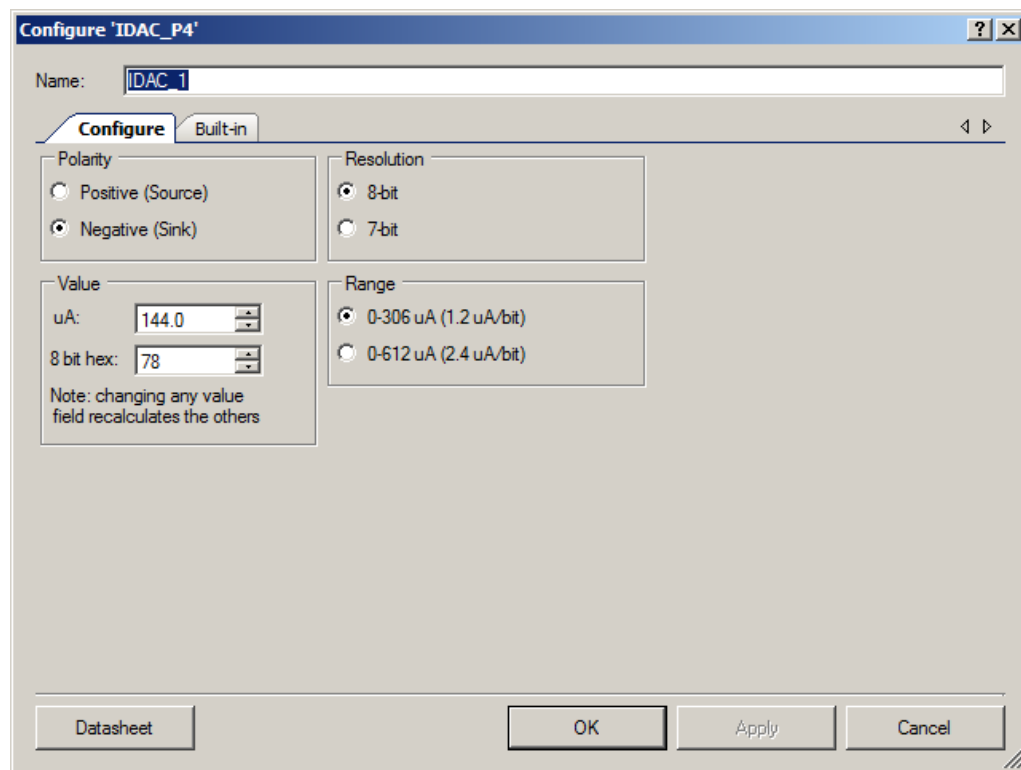 Configure 'IDAC_P4'
Name: IDAC_1
Configure Built-in
Polarity
Positive (Source)
Negative (Sink)
Resolution
8-bit
7-bit
Value
uA: 144.0
8 bit hex: 78
Note: changing any value
field recalculates the others
Range
0-306 uA (1.2 uA/bit)
0-612 uA (2.4 uA/bit)
Datasheet OK Apply Cancel